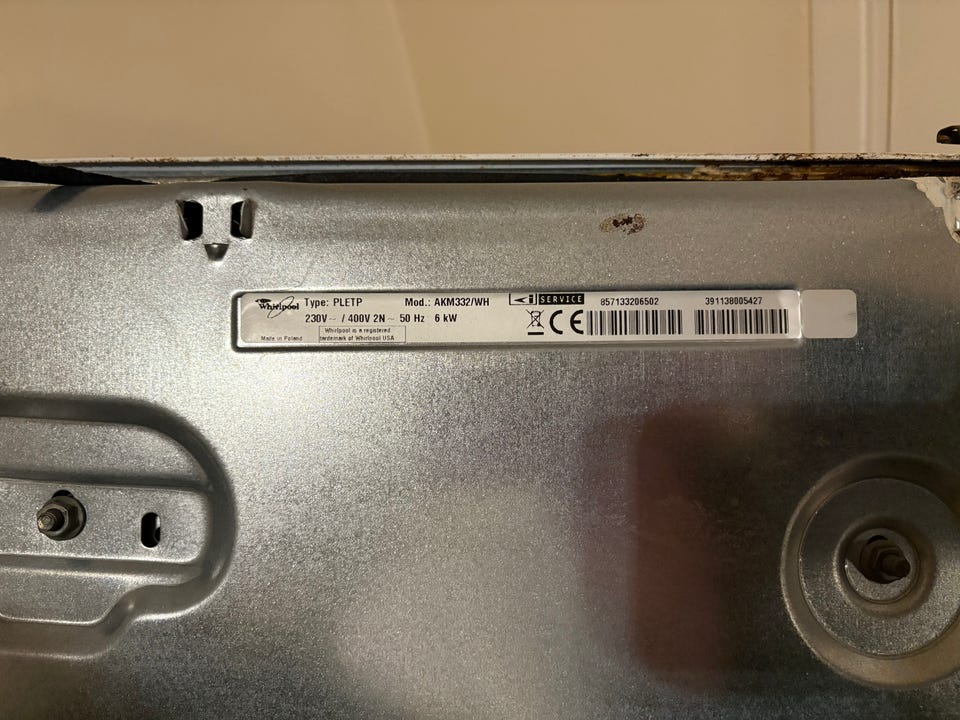 Whirlpool Type: PLETP Mod.: AKM332/WH SERVICE 857133206502 391138005427
230V ~ / 400V 2N ~ 50 Hz 6 kW CE
Made in Poland
Whirlpool is a registered
trademark of Whirlpool USA